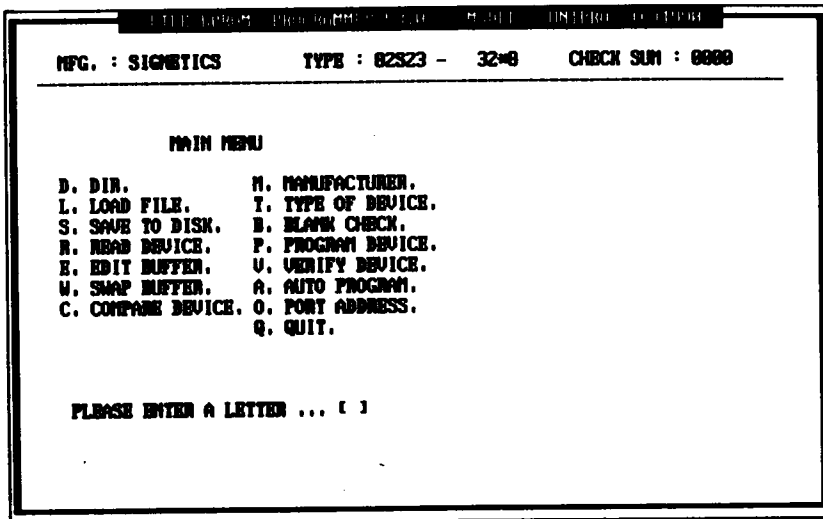 MFG. : SIGNETICS TYPE : 82S23 - 32*8 CHECK SUM : 0000
MAIN MENU
D. DIR. M. MANUFACTURER.
L. LOAD FILE. T. TYPE OF DEVICE.
S. SAVE TO DISK. B. BLANK CHECK.
R. READ DEVICE. P. PROGRAM DEVICE.
E. EDIT BUFFER. V. VERIFY DEVICE.
W. SWAP BUFFER. A. AUTO PROGRAM.
C. COMPARE DEVICE. O. PORT ADDRESS.
Q. QUIT.
PLEASE ENTER A LETTER ... [ ]